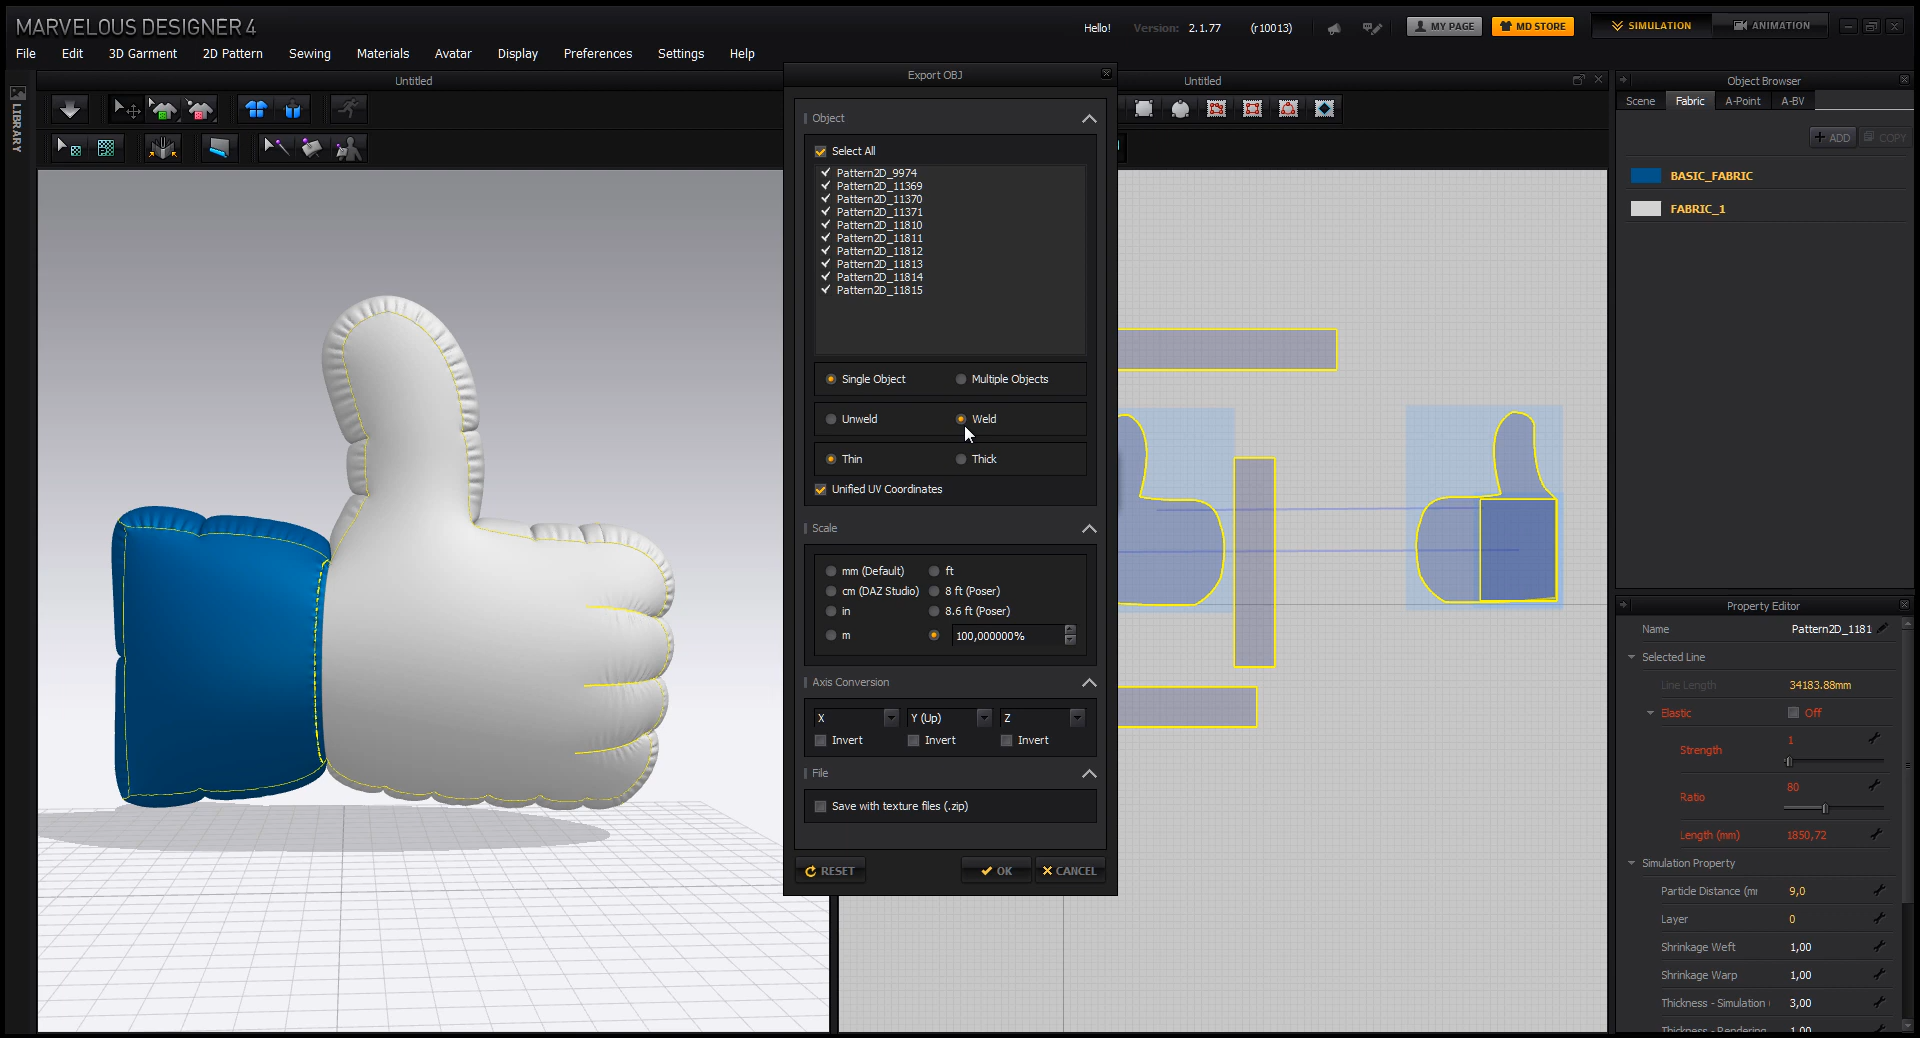 MARVELOUS DESIGNER 4
Hello!
Version: 2.1.77 (r10013)
MY PAGE
MD STORE
SIMULATION
ANIMATION
File Edit 3D Garment 2D Pattern Sewing Materials Avatar Display Preferences Settings Help
LIBRARY
Untitled
Export OBJ
Object
Select All
Pattern2D_9974
Pattern2D_11369
Pattern2D_11370
Pattern2D_11371
Pattern2D_11810
Pattern2D_11811
Pattern2D_11812
Pattern2D_11813
Pattern2D_11814
Pattern2D_11815
Single Object Multiple Objects
Unweld Weld
Thin Thick
Unified UV Coordinates
Scale
mm (Default) ft
cm (DAZ Studio) 8 ft (Poser)
in 8.6 ft (Poser)
m 100,000000%
Axis Conversion
X Y (Up) Z
Invert Invert Invert
File
Save with texture files (.zip)
RESET OK CANCEL
Untitled
Object Browser
Scene Fabric A-Point A-BV
+ ADD COPY
BASIC_FABRIC
FABRIC_1
Property Editor
Name Pattern2D_1181
Selected Line
Line Length 34183.88mm
Elastic Off
Strength 1
Ratio 80
Length (mm) 1850,72
Simulation Property
Particle Distance (m 9,0
Layer 0
Shrinkage Weft 1,00
Shrinkage Warp 1,00
Thickness - Simulation 3,00
Thickness - Rendering 1,00